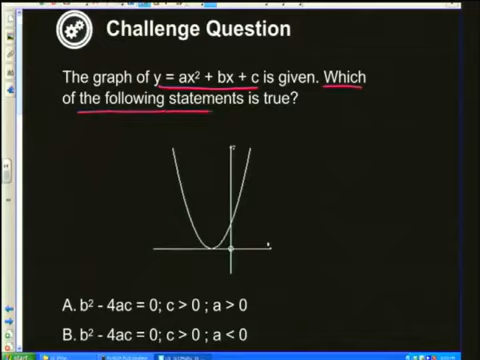 Challenge Question
The graph of y = ax² + bx + c is given. Which
of the following statements is true?
A. b² - 4ac = 0; c > 0 ; a > 0
B. b² - 4ac = 0; c > 0 ; a < 0
start